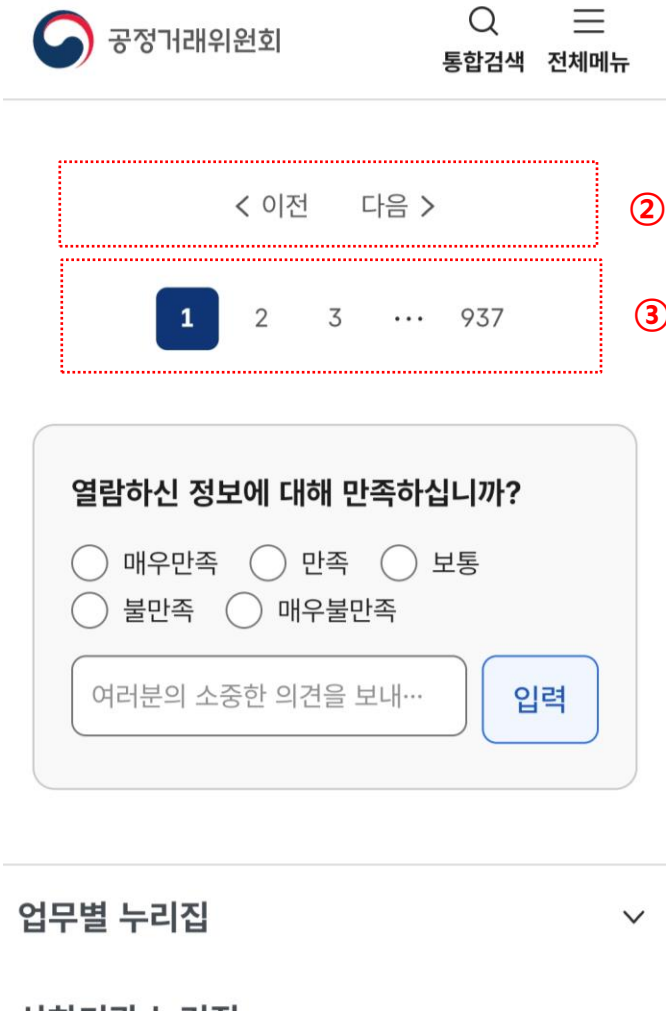 공정거래위원회
통합검색 전체메뉴
< 이전 다음 > ②
1 2 3 ··· 937 ③
열람하신 정보에 대해 만족하십니까?
매우만족 만족 보통
불만족 매우불만족
여러분의 소중한 의견을 보내… 입력
업무별 누리집